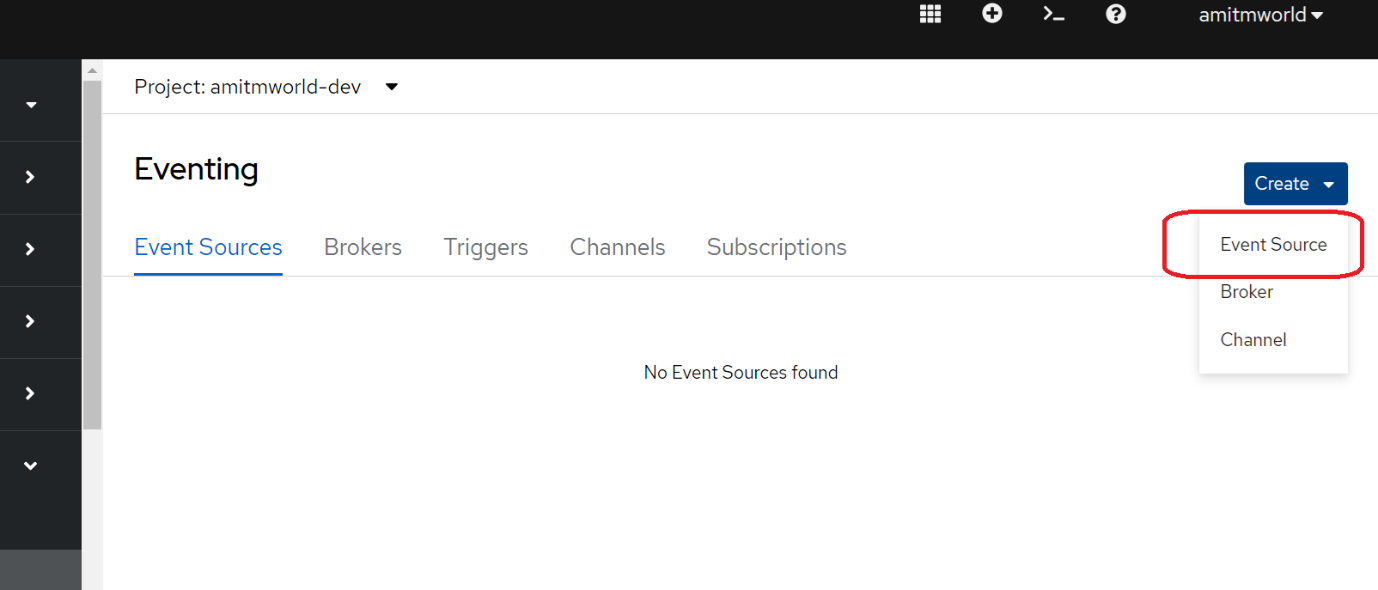 amitmworld
Project: amitmworld-dev
Eventing
Create
Event Sources Brokers Triggers Channels Subscriptions
Event Source
Broker
Channel
No Event Sources found